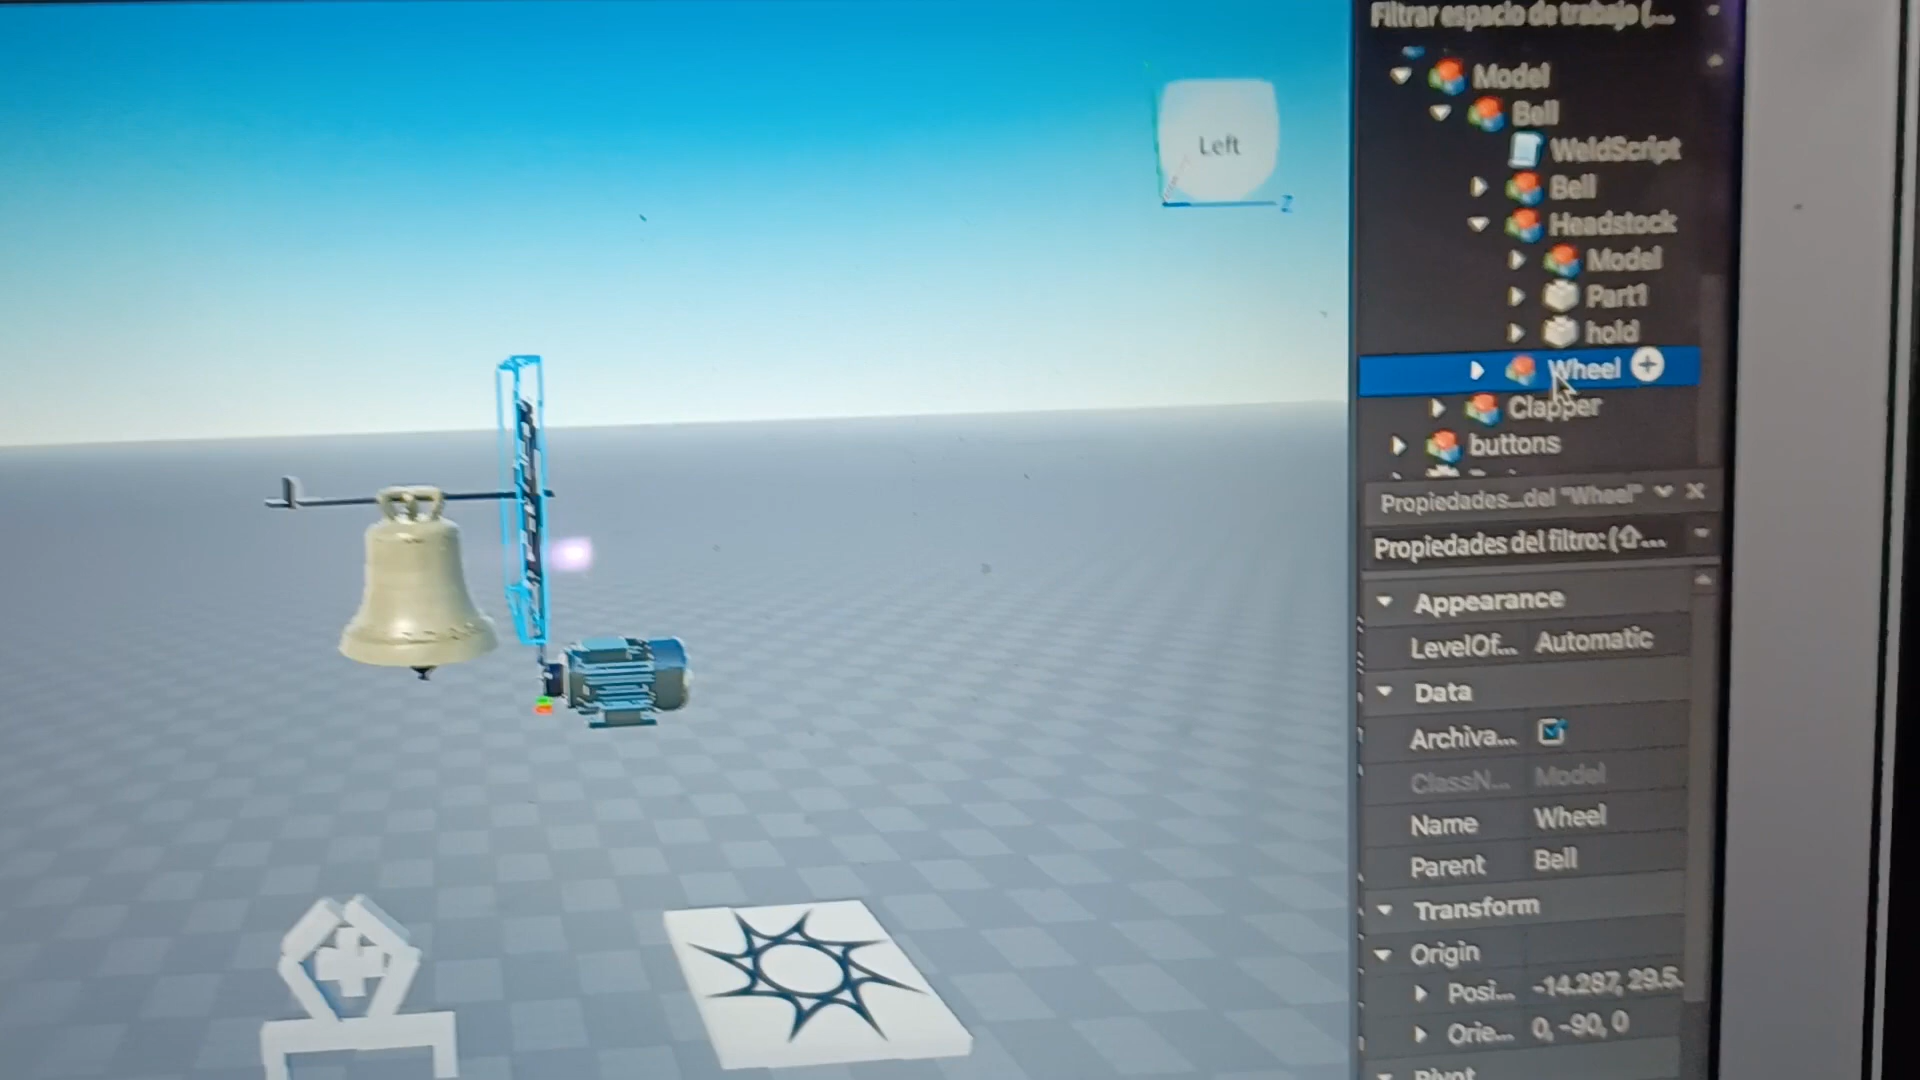 Filtrar espacio de trabajo (...
Left
Z
Model
Bell
WeldScript
Bell
Headstock
Model
Part1
hold
Wheel
Clapper
buttons
Propiedades...del "Wheel"
Propiedades del filtro: (⇧...
Appearance
LevelOf... Automatic
Data
Archiva...
ClassN... Model
Name Wheel
Parent Bell
Transform
Origin
Posi... -14.287, 29.5
Orie... 0, -90, 0
Pivot